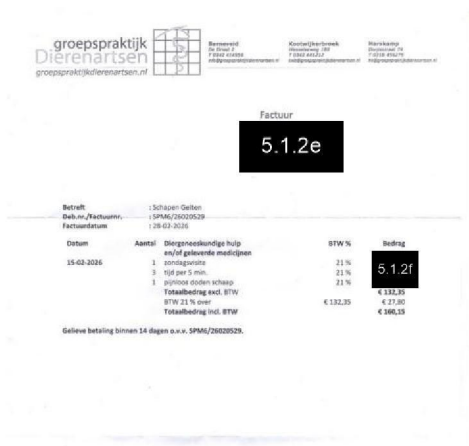 groepspraktijk
Dierenartsen
groepspraktijkdierenartsen.nl
Barneveld
Kootwijkerbroek
Harskamp
Factuur
5.1.2e
Betreft : Schapen Geiten
Deb.nr./Factuurnr. : SPM6/26020529
Factuurdatum : 28-02-2026
Datum Aantal Diergeneeskundige hulp BTW % Bedrag
en/of geleverde medicijnen
15-02-2026 1 zondagsvisite 21 %
3 tijd per 5 min. 21 %
5.1.2f
1 pijnloos doden schaap 21 %
Totaalbedrag excl. BTW € 132,35
BTW 21 % over € 132,35 € 27,80
Totaalbedrag incl. BTW € 160,15
Gelieve betaling binnen 14 dagen o.v.v. SPM6/26020529.